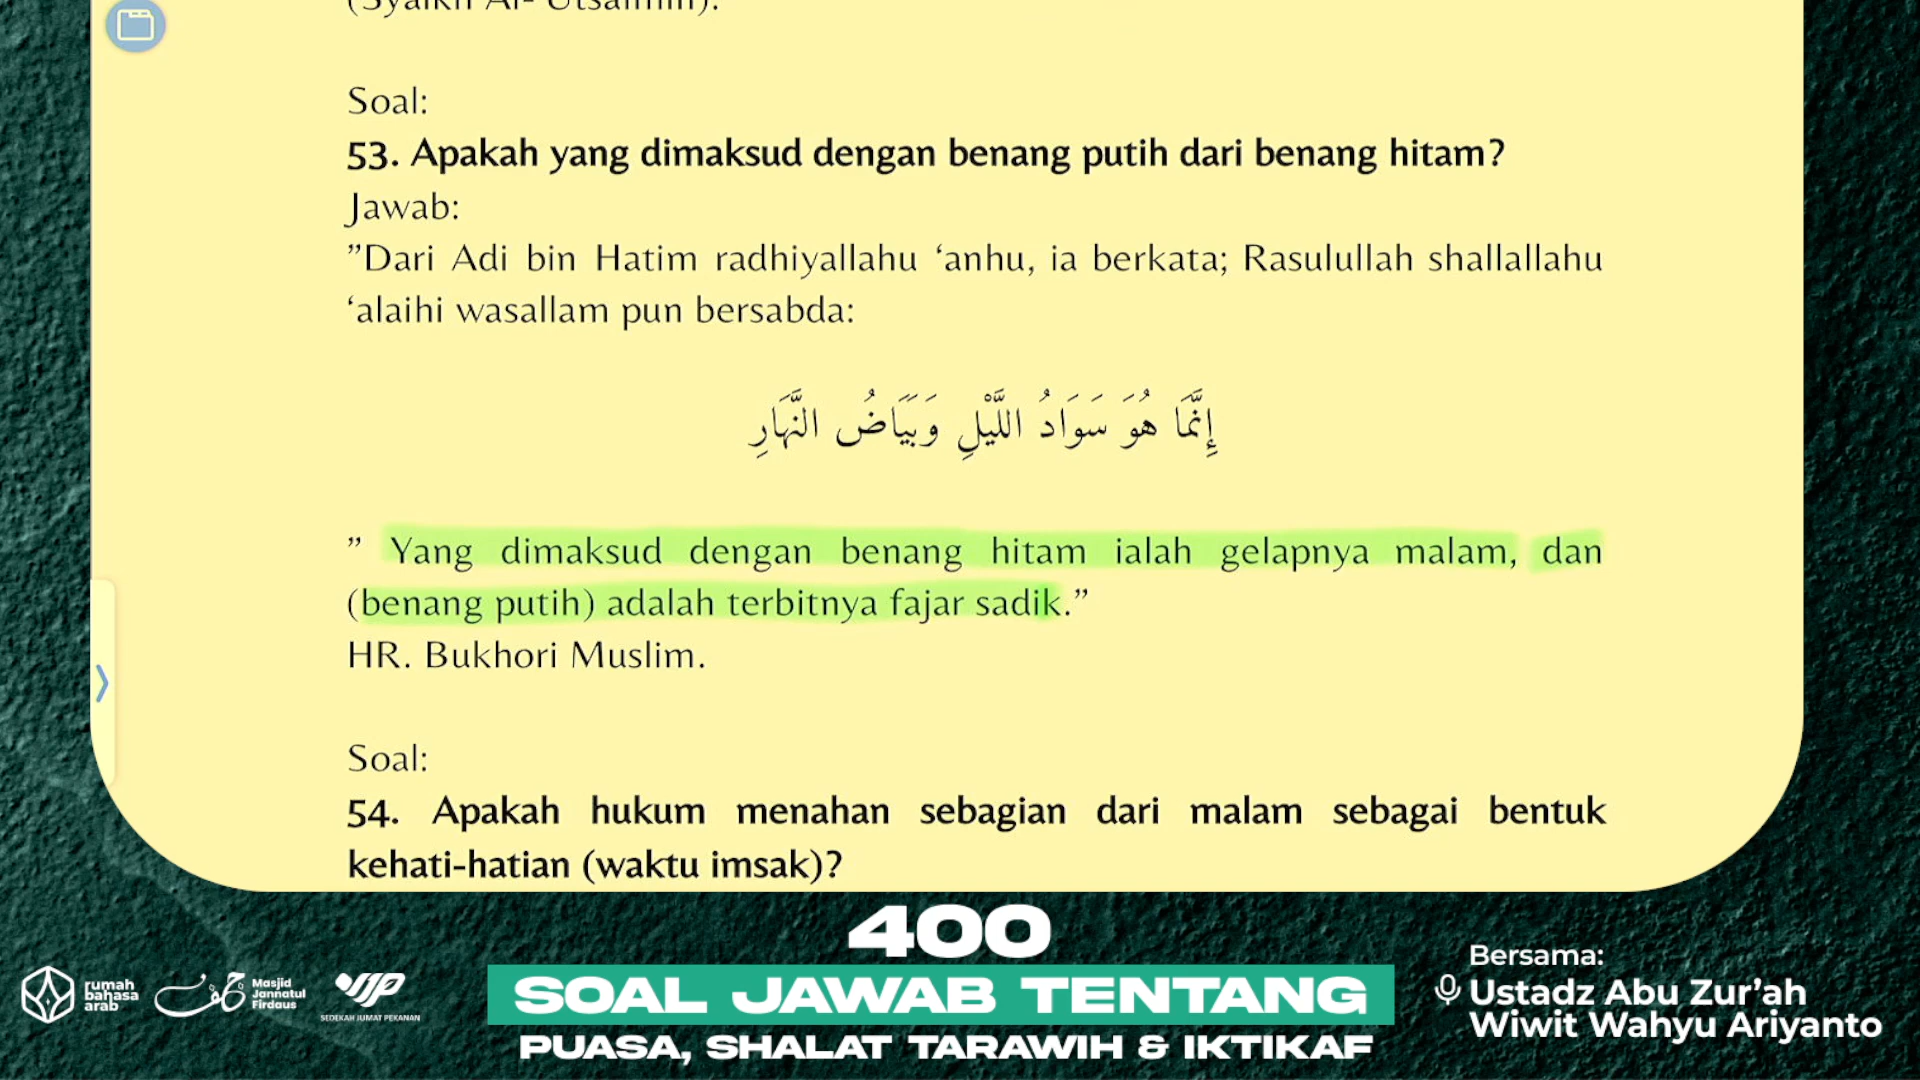 (Syaikh Al- Utsaimin).
Soal:
53. Apakah yang dimaksud dengan benang putih dari benang hitam?
Jawab:
”Dari Adi bin Hatim radhiyallahu ‘anhu, ia berkata; Rasulullah shallallahu
‘alaihi wasallam pun bersabda:
إِنَّمَا هُوَ سَوَادُ اللَّيْلِ وَبَيَاضُ النَّهَارِ
” Yang dimaksud dengan benang hitam ialah gelapnya malam, dan
(benang putih) adalah terbitnya fajar sadik.”
HR. Bukhori Muslim.
Soal:
54. Apakah hukum menahan sebagian dari malam sebagai bentuk
kehati-hatian (waktu imsak)?
rumah
bahasa
arab
Masjid
Jannatul
Firdaus
SJP
SEDEKAH JUMAT PEKANAN
400
SOAL JAWAB TENTANG
PUASA, SHALAT TARAWIH & IKTIKAF
Bersama:
Ustadz Abu Zur’ah
Wiwit Wahyu Ariyanto